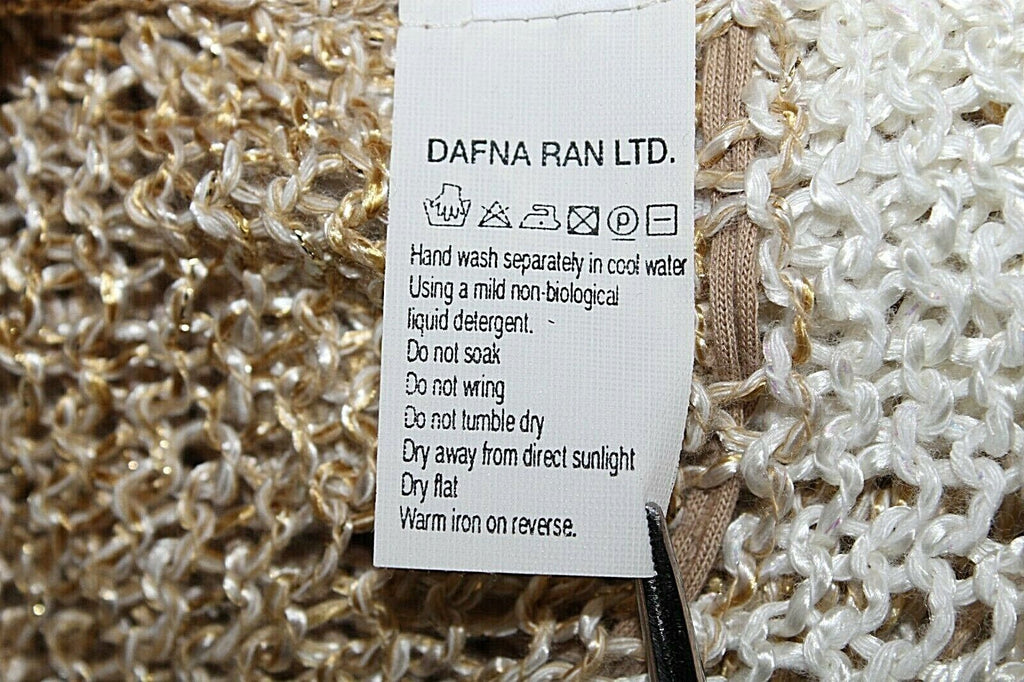 DAFNA RAN LTD.
P
Hand wash separately in cool water
Using a mild non-biological
liquid detergent.
Do not soak
Do not wring
Do not tumble dry
Dry away from direct sunlight
Dry flat
Warm iron on reverse.